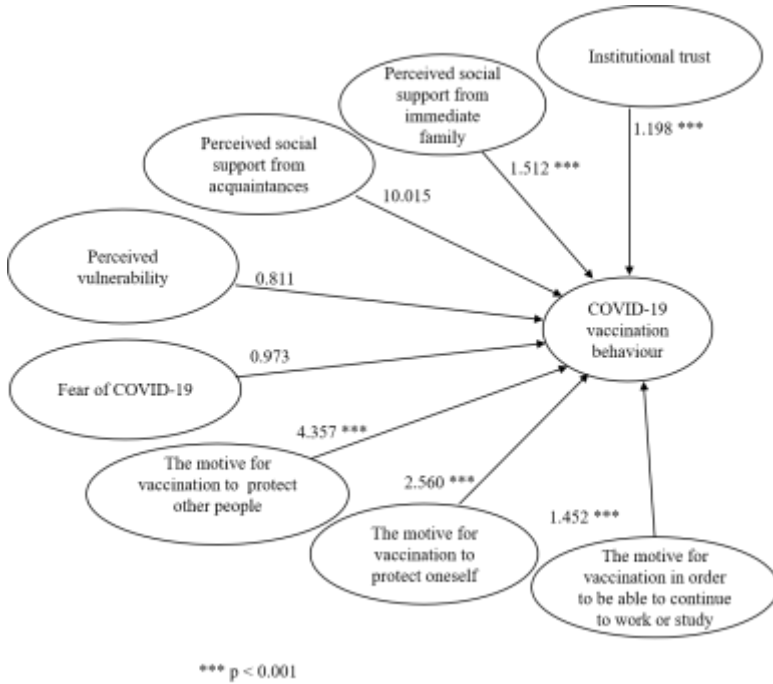 Institutional trust
1.198 ***
Perceived social
support from
immediate
family
1.512 ***
Perceived social
support from
acquaintances
10.015
Perceived
vulnerability
0.811
COVID-19
vaccination
behaviour
Fear of COVID-19
0.973
The motive for
vaccination to protect
other people
4.357 ***
The motive for
vaccination to
protect oneself
2.560 ***
The motive for
vaccination in order
to be able to continue
to work or study
1.452 ***
*** p < 0.001